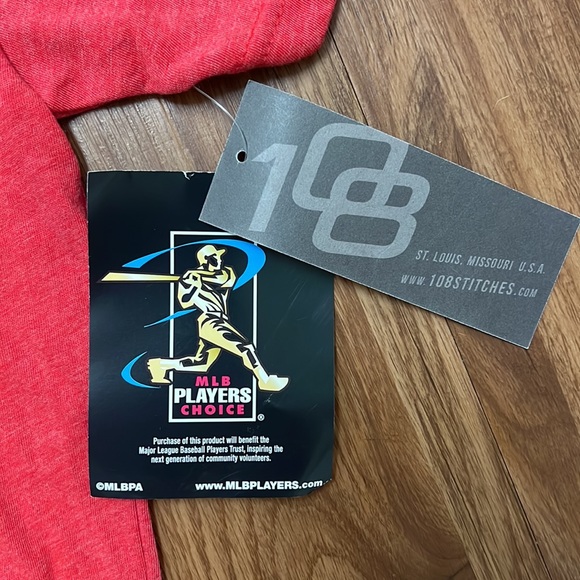 108
ST. LOUIS, MISSOURI U.S.A.
WWW.108STITCHES.COM
MLB
PLAYERS
CHOICE
®
Purchase of this product will benefit the
Major League Baseball Players Trust, inspiring the
next generation of community volunteers.
©MLBPA www.MLBPLAYERS.com